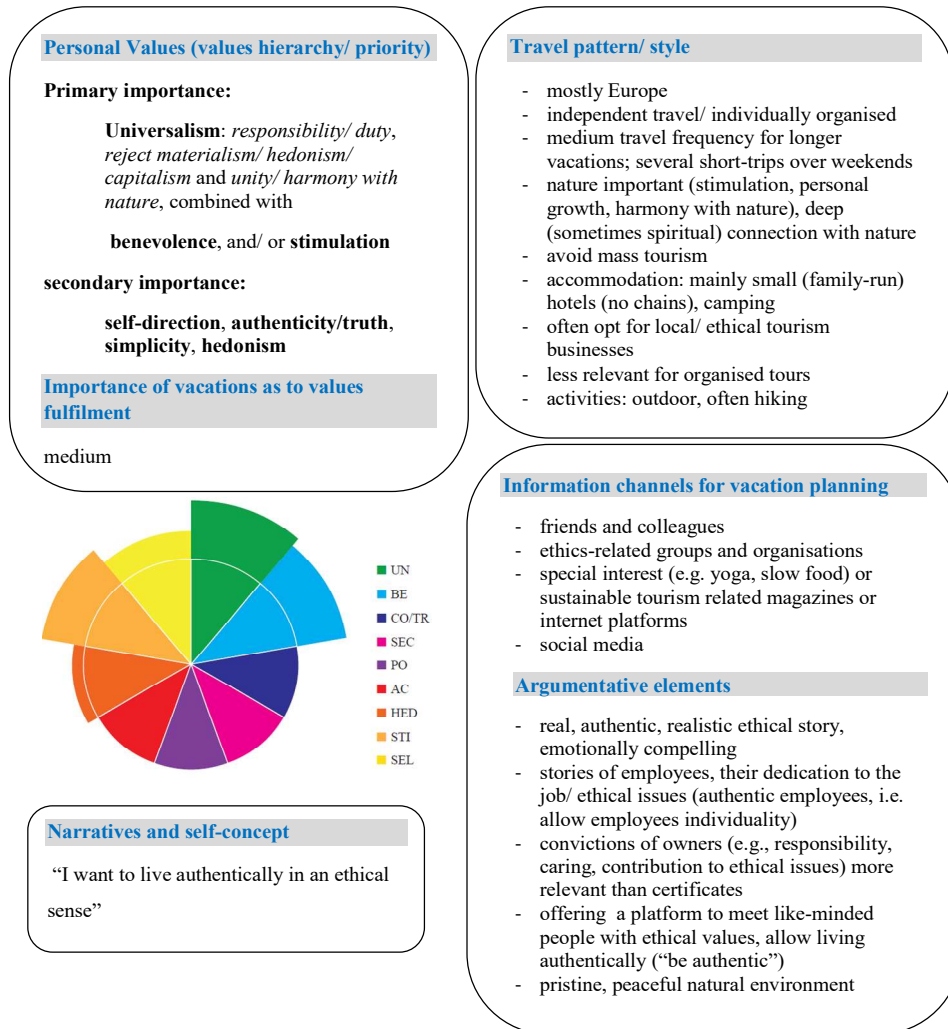 Personal Values (values hierarchy/ priority)
Primary importance:
Universalism: responsibility/ duty,
reject materialism/ hedonism/
capitalism and unity/ harmony with
nature, combined with
benevolence, and/ or stimulation
secondary importance:
self-direction, authenticity/truth,
simplicity, hedonism
Importance of vacations as to values
fulfilment
medium
UN
BE
CO/TR
SEC
PO
AC
HED
STI
SEL
Narratives and self-concept
“I want to live authentically in an ethical
sense”
Travel pattern/ style
- mostly Europe
- independent travel/ individually organised
- medium travel frequency for longer
vacations; several short-trips over weekends
- nature important (stimulation, personal
growth, harmony with nature), deep
(sometimes spiritual) connection with nature
- avoid mass tourism
- accommodation: mainly small (family-run)
hotels (no chains), camping
- often opt for local/ ethical tourism
businesses
- less relevant for organised tours
- activities: outdoor, often hiking
Information channels for vacation planning
- friends and colleagues
- ethics-related groups and organisations
- special interest (e.g. yoga, slow food) or
sustainable tourism related magazines or
internet platforms
- social media
Argumentative elements
- real, authentic, realistic ethical story,
emotionally compelling
- stories of employees, their dedication to the
job/ ethical issues (authentic employees, i.e.
allow employees individuality)
- convictions of owners (e.g., responsibility,
caring, contribution to ethical issues) more
relevant than certificates
- offering a platform to meet like-minded
people with ethical values, allow living
authentically (“be authentic”)
- pristine, peaceful natural environment